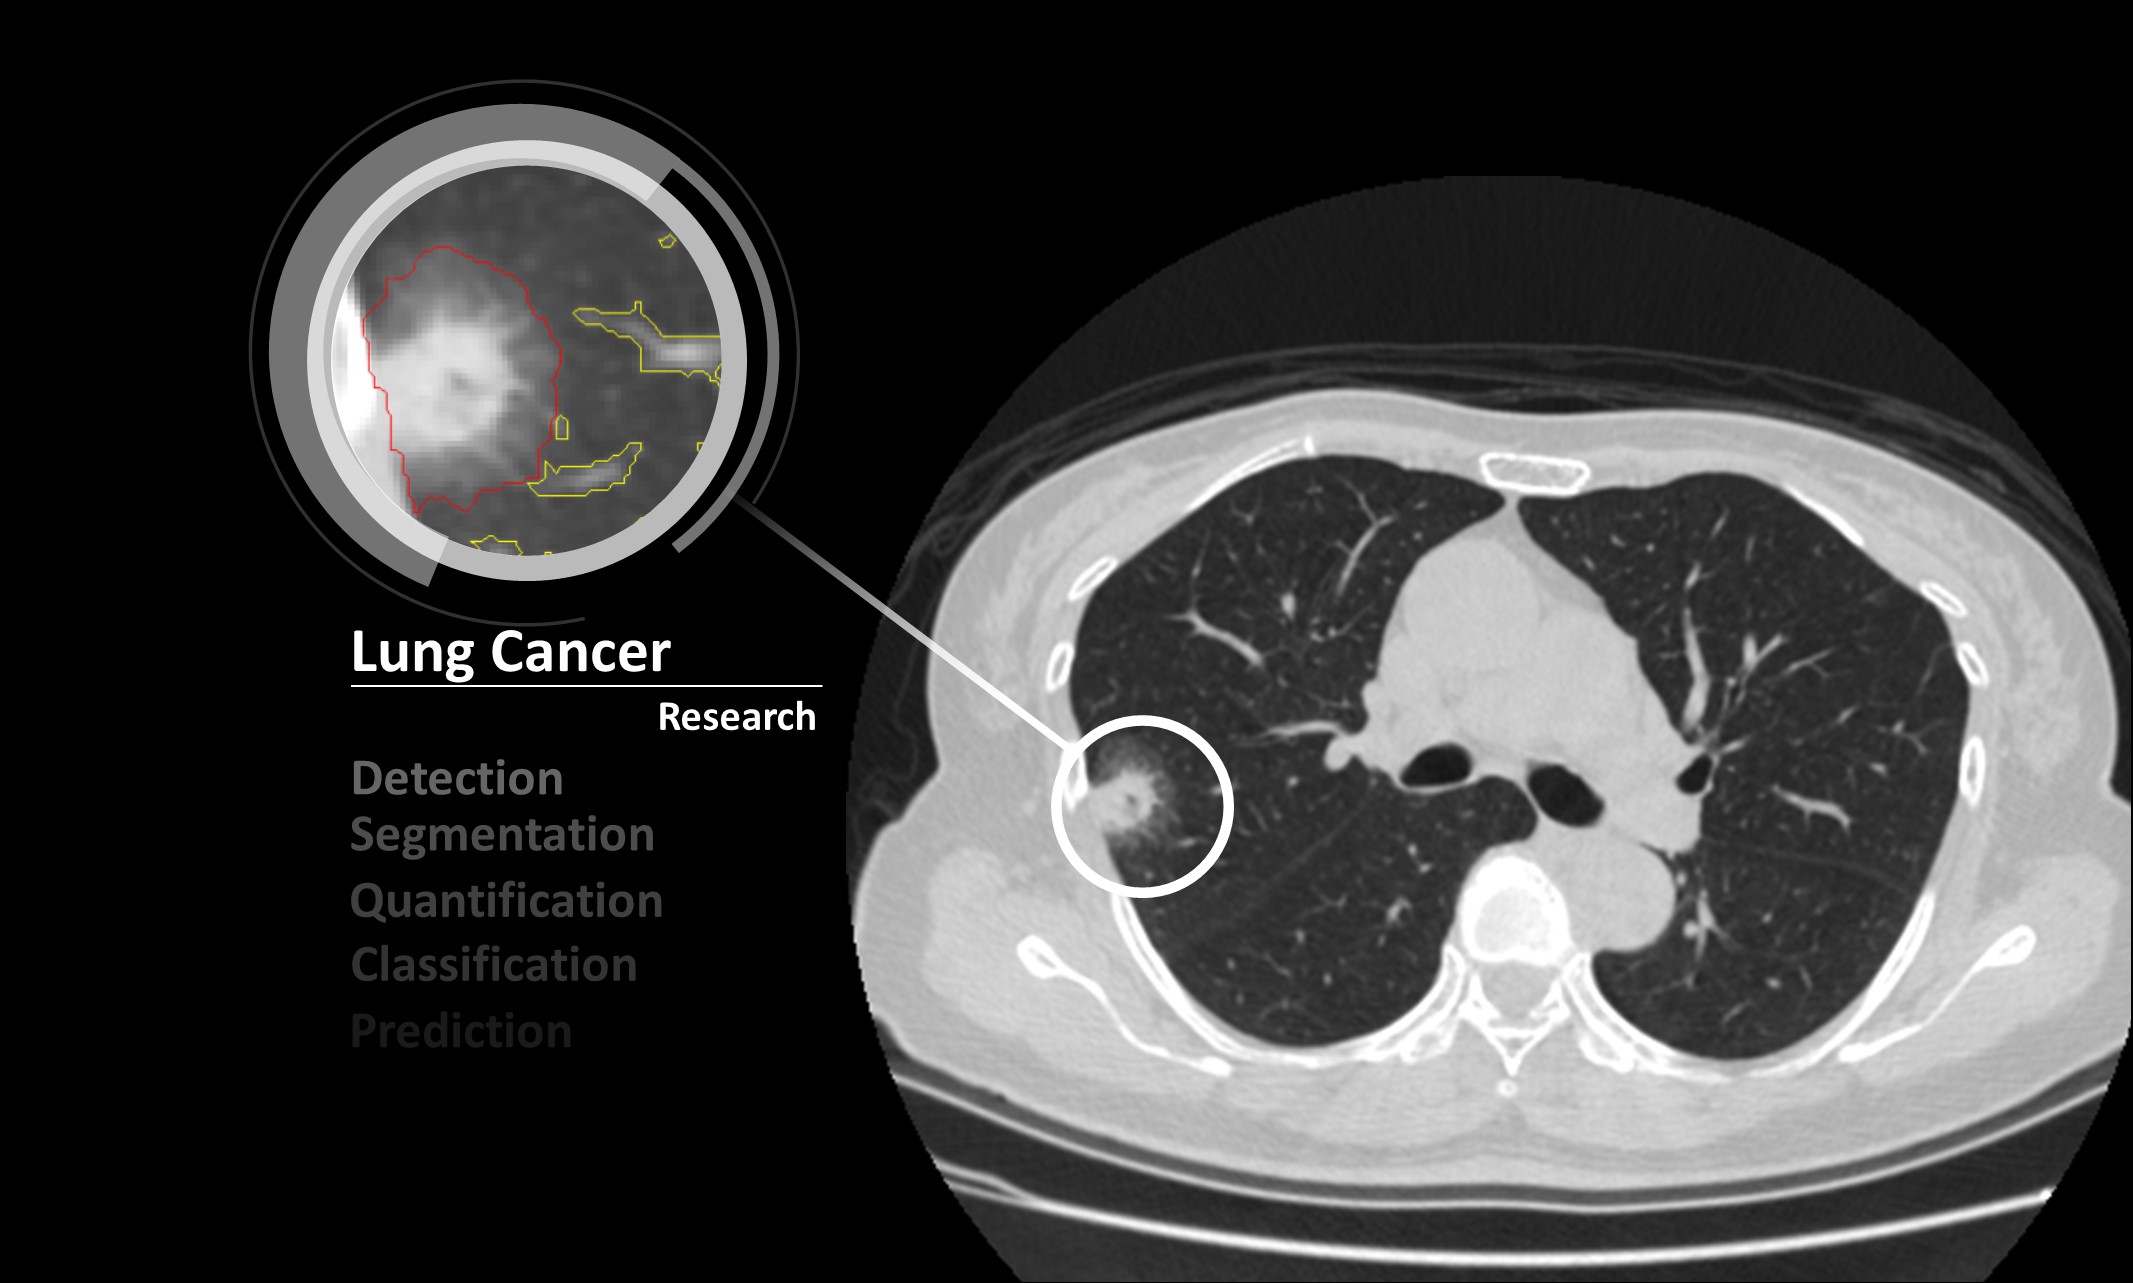 Lung Cancer
Research
Detection
Segmentation
Quantification
Classification
Prediction